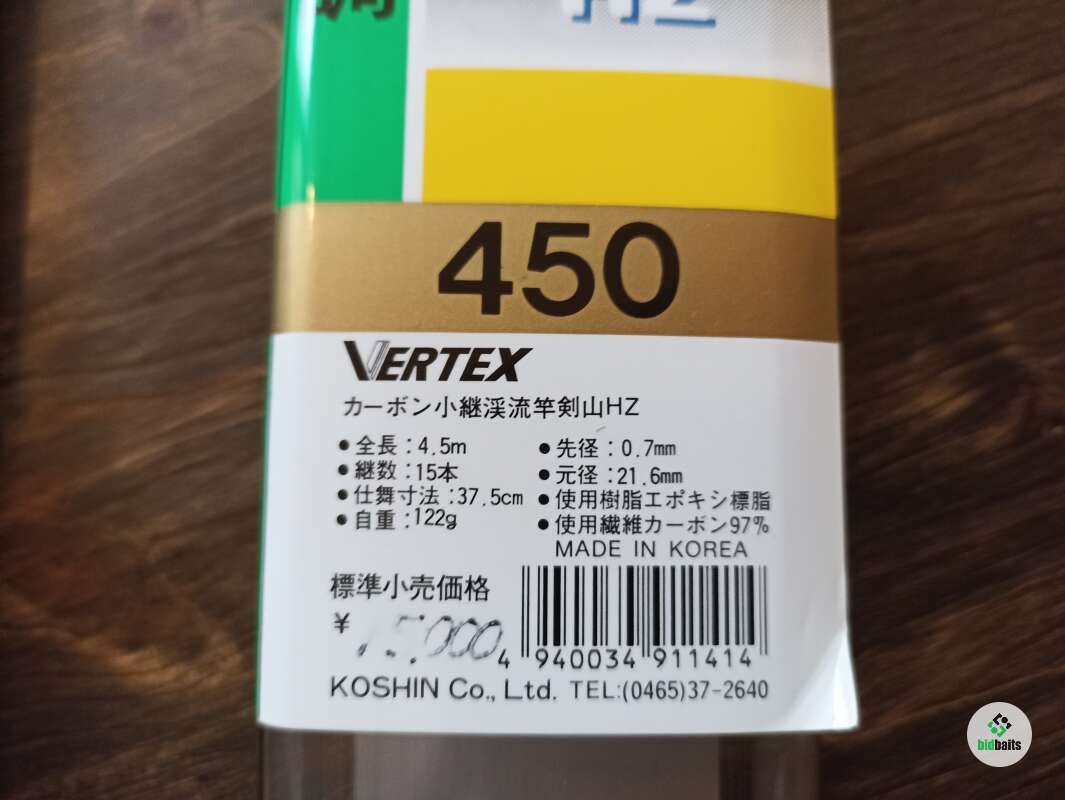 調
HZ
450
VERTEX
カーボン小継渓流竿剣山HZ
●全長:4.5m ●先径:0.7mm
●継数:15本 ●元径:21.6mm
●仕舞寸法:37.5cm ●使用樹脂エポキシ標脂
●自重:122g ●使用繊維カーボン97%
MADE IN KOREA
標準小売価格
¥ 15,000
4 940034 911414
KOSHIN Co., Ltd. TEL:(0465)37-2640
bidbaits